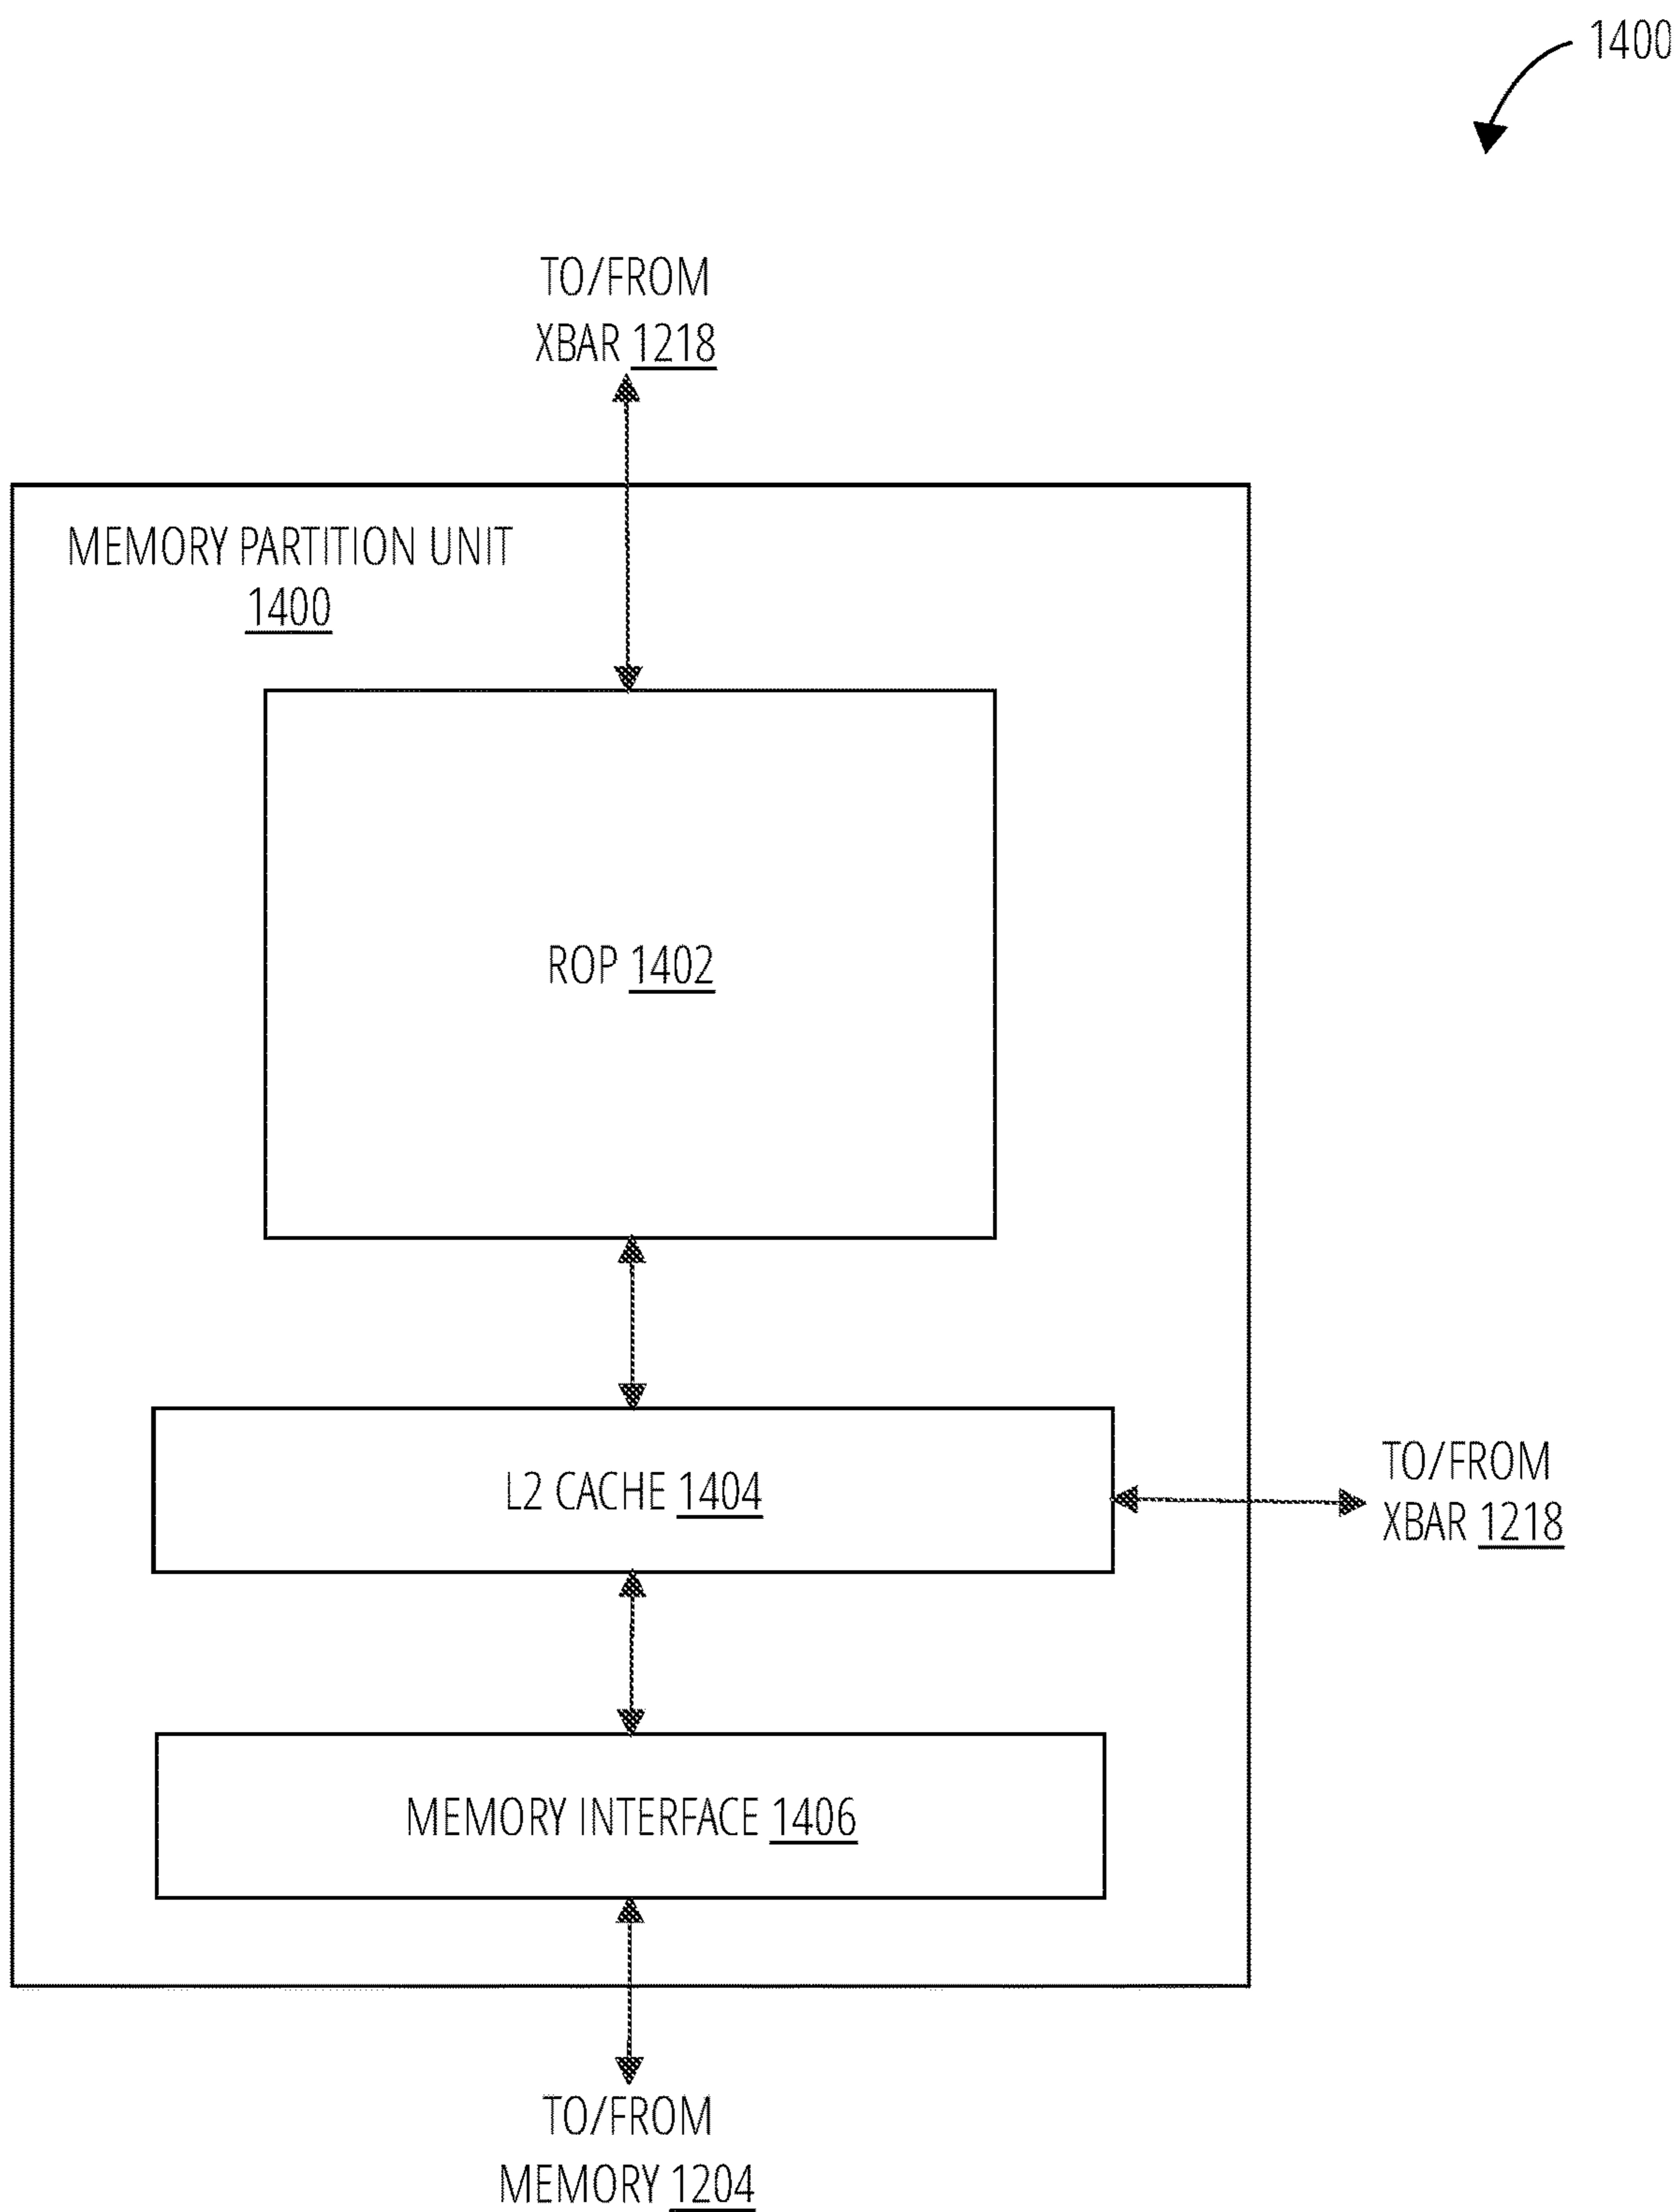 1400
TO/FROM
XBAR 1218
MEMORY PARTITION UNIT
1400
ROP 1402
L2 CACHE 1404
TO/FROM
XBAR 1218
MEMORY INTERFACE 1406
TO/FROM
MEMORY 1204